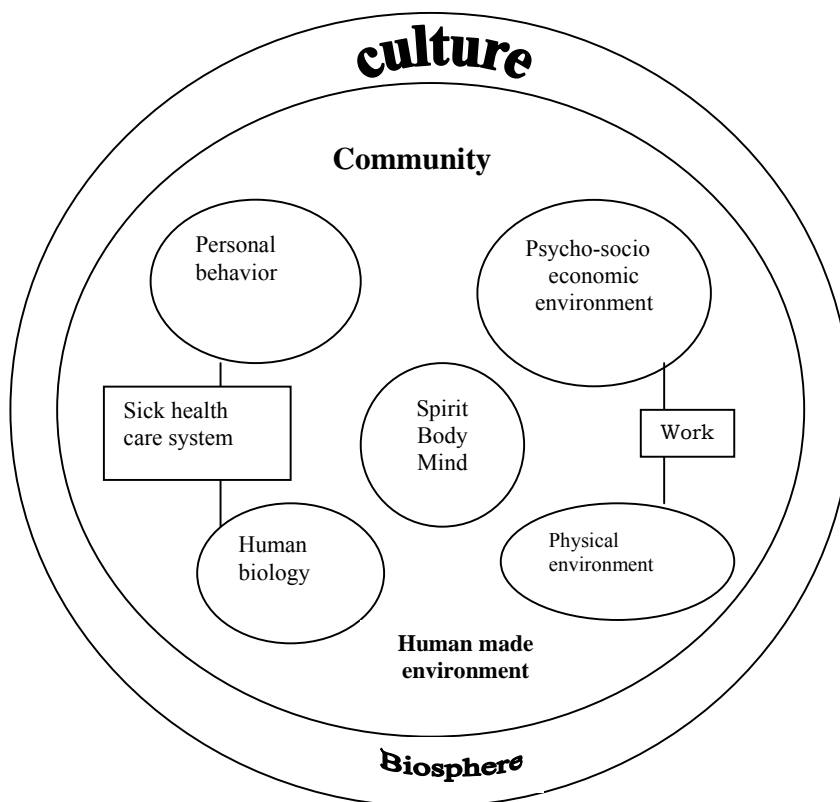 culture
Community
Personal
behavior
Psycho-socio
economic
environment
Sick health
care system
Spirit
Body
Mind
Work
Human
biology
Physical
environment
Human made
environment
Biosphere